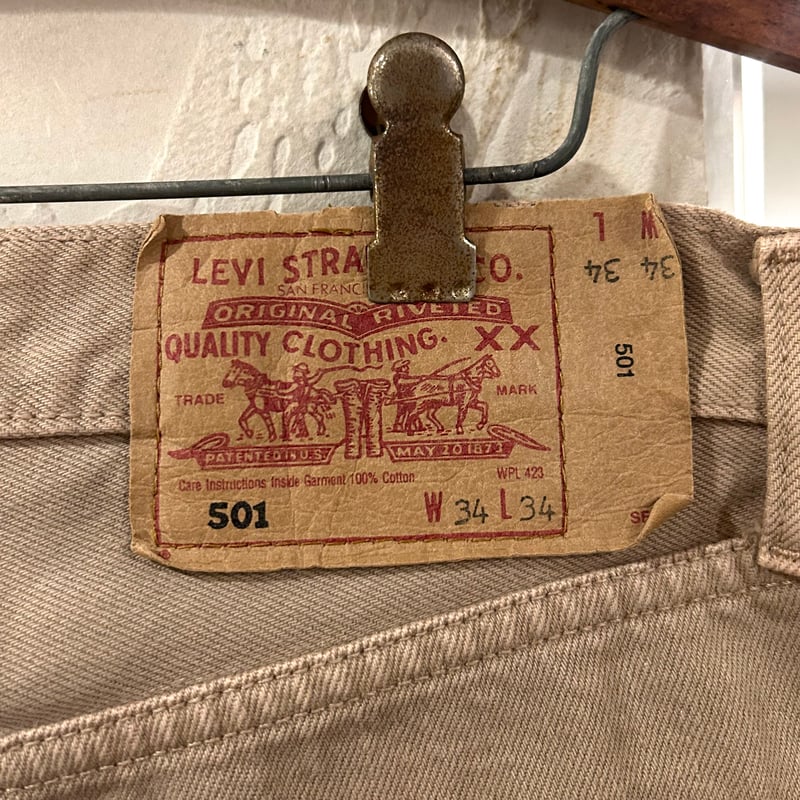 LEVI STRA CO.
SAN FRANCI
ORIGINAL RIVETED
QUALITY CLOTHING. XX
TRADE MARK
PATENTED IN U.S. MAY 20 1873
Care Instructions Inside Garment 100% Cotton
WPL 423
501 W 34 L 34
W L
34 34
501